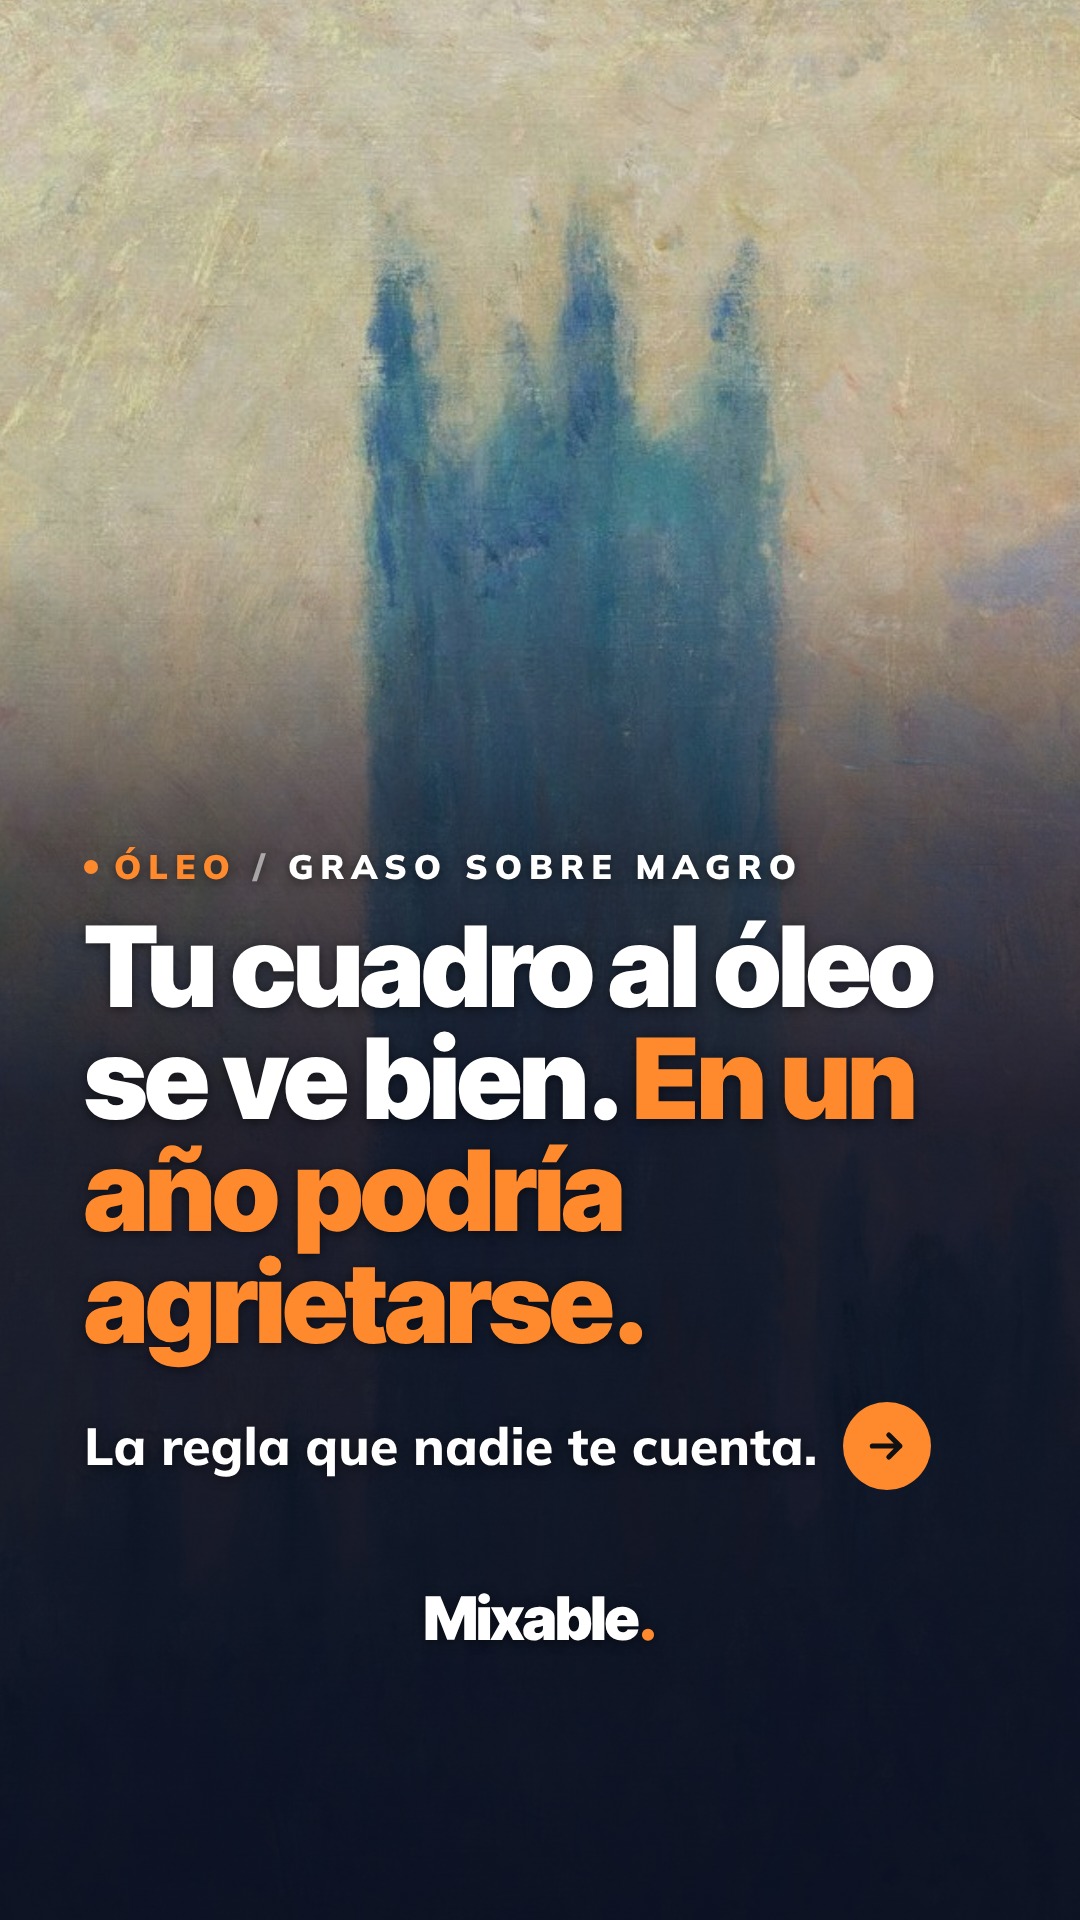 • ÓLEO / GRASO SOBRE MAGRO
Tu cuadro al óleo
se ve bien. En un
año podría
agrietarse.
La regla que nadie te cuenta. →
Mixable.